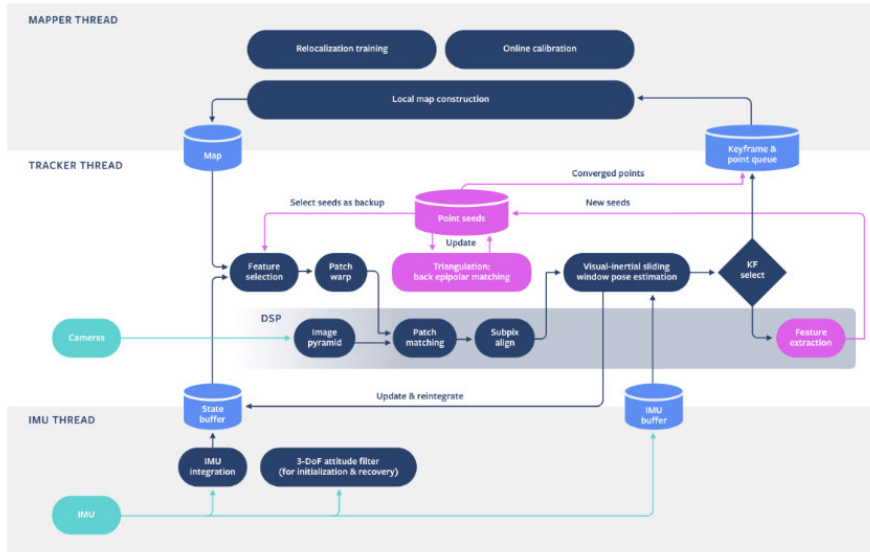 MAPPER THREAD
Relocalization training
Online calibration
Local map construction
Map
Keyframe &
point queue
TRACKER THREAD
Converged points
Select seeds as backup
Point seeds
New seeds
Update
Feature
selection
Patch
warp
Triangulation:
back epipolar matching
Visual-inertial sliding
window pose estimation
KF
select
DSP
Cameras
Image
pyramid
Patch
matching
Subpix
align
Feature
extraction
State
buffer
Update & reintegrate
IMU
buffer
IMU THREAD
IMU
integration
3-DoF attitude filter
(for initialization & recovery)
IMU